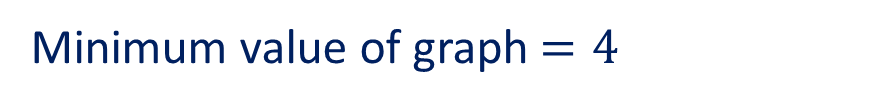 Minimum value of graph = 4